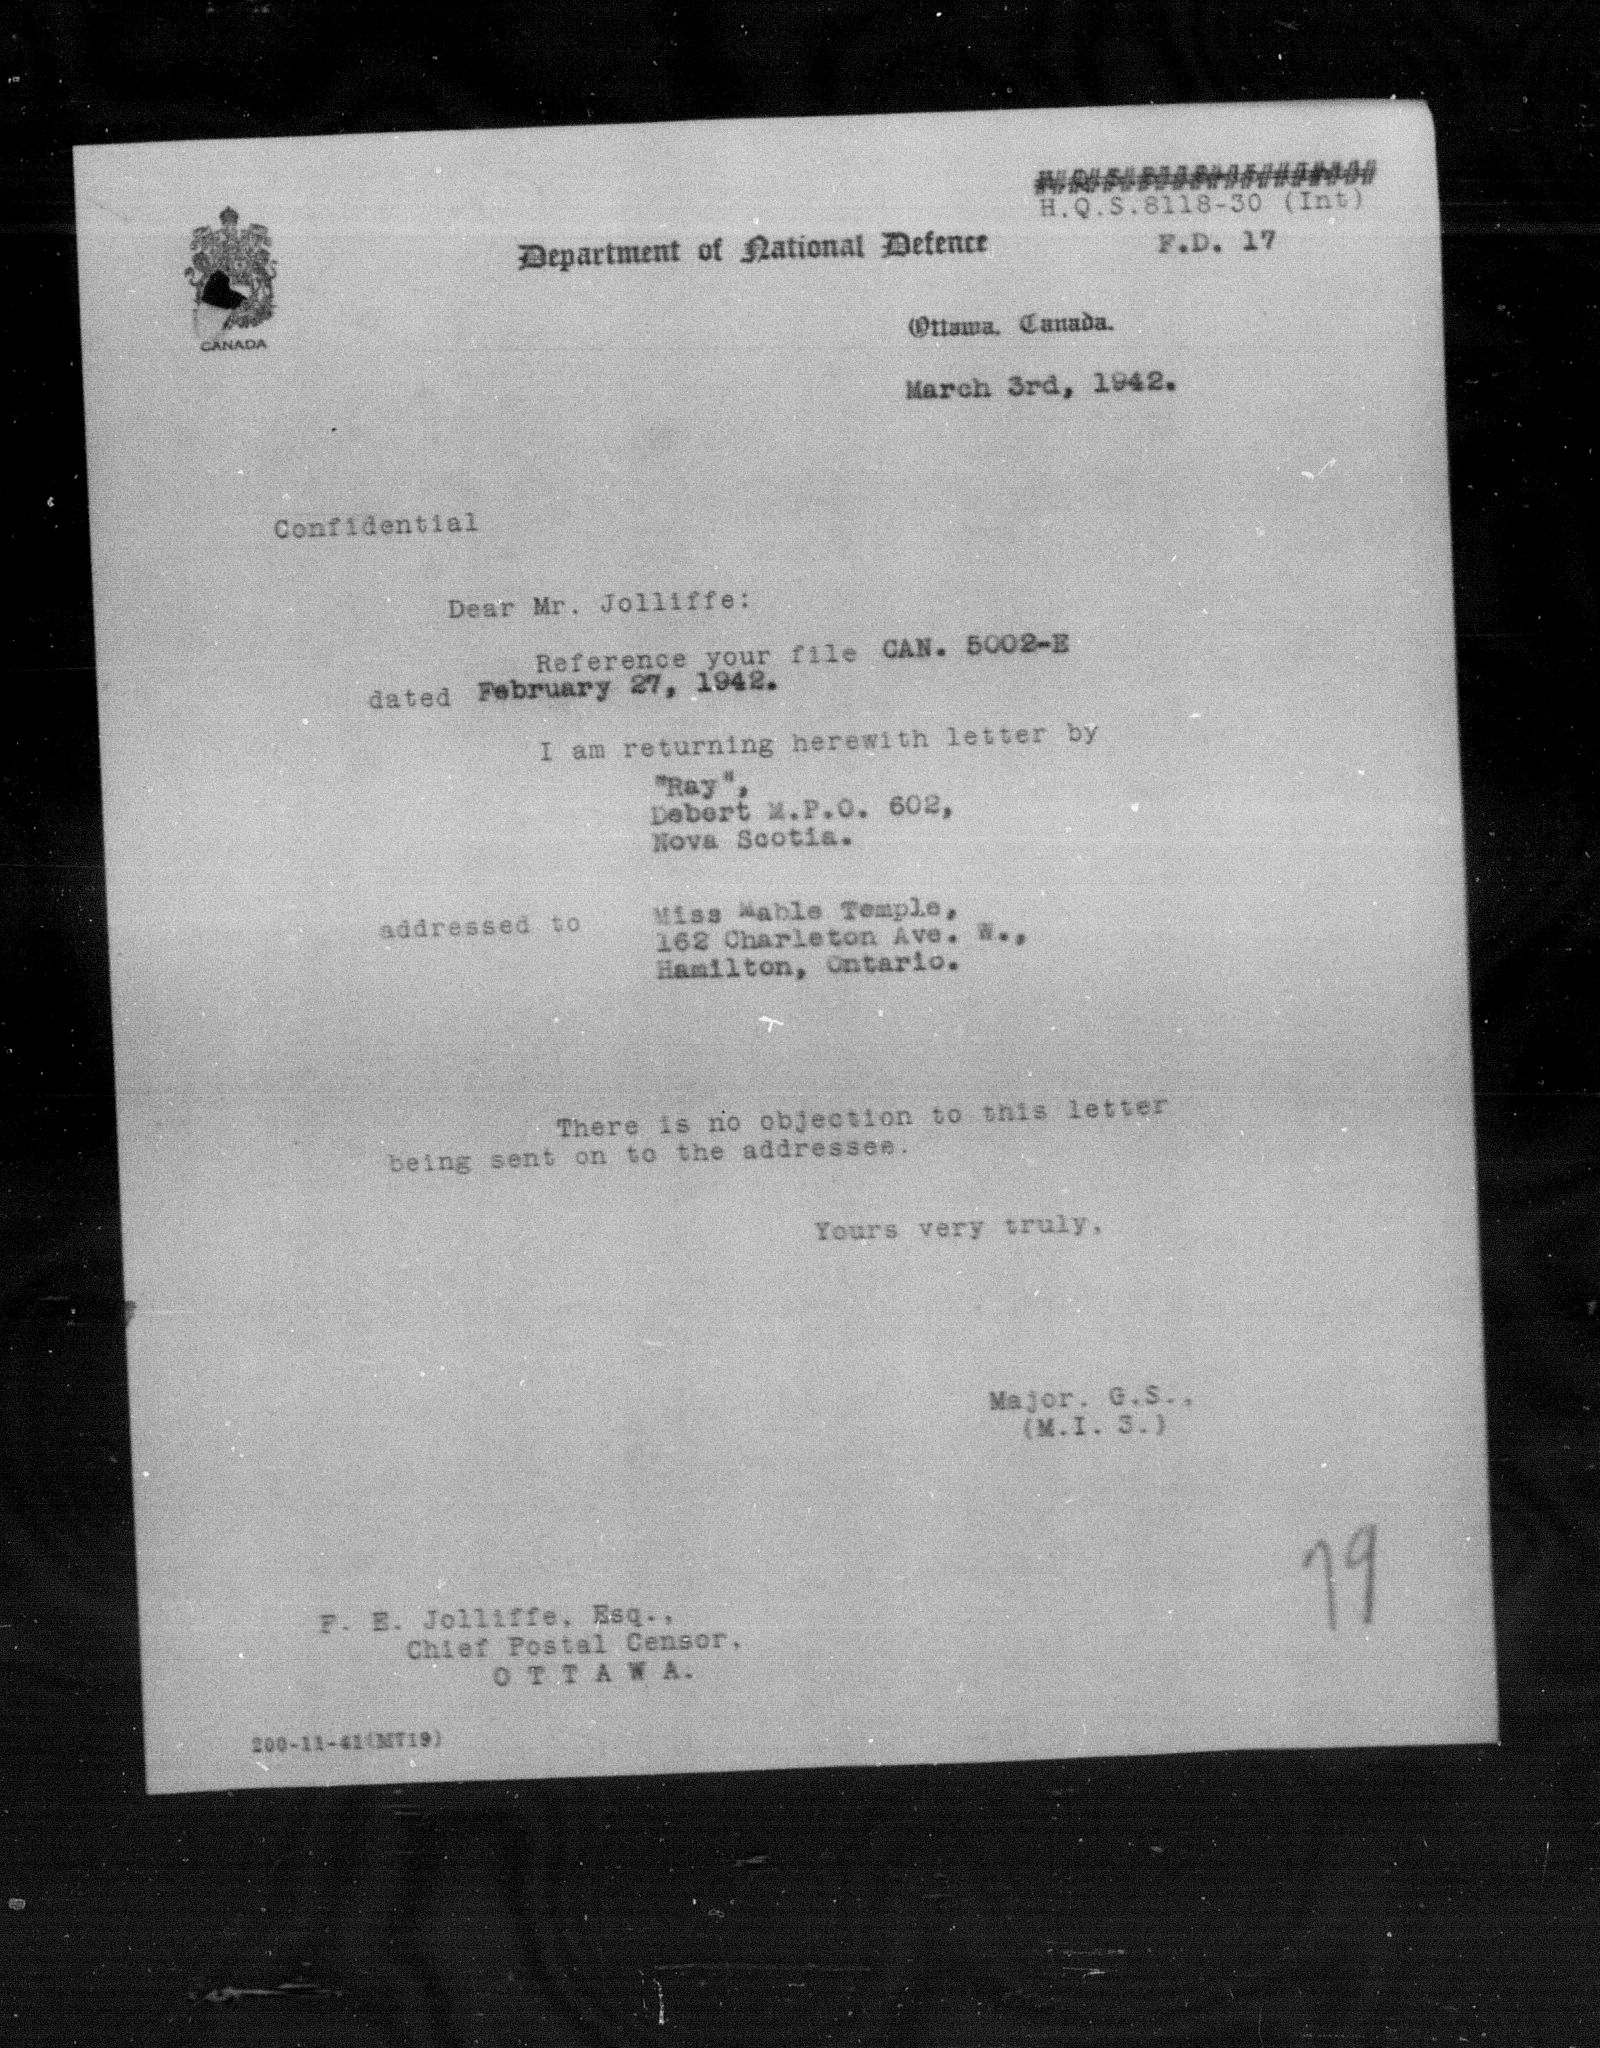 H.Q.S.8118-30 (Int)
Department of National Defence
F.D. 17
CANADA
Ottawa, Canada.
March 3rd, 1942.
Confidential
Dear Mr. Jolliffe:
Reference your file CAN. 5002-E
dated February 27, 1942.
I am returning herewith letter by
"Ray",
Debert M.P.O. 602,
Nova Scotia.
addressed to Miss Mable Temple,
162 Charleton Ave. W.,
Hamilton, Ontario.
There is no objection to this letter
being sent on to the addressee.
Yours very truly,
Major. G.S.,
(M.I. 3.)
79
F. E. Jolliffe, Esq.,
Chief Postal Censor,
O T T A W A.
200-11-41(MT19)